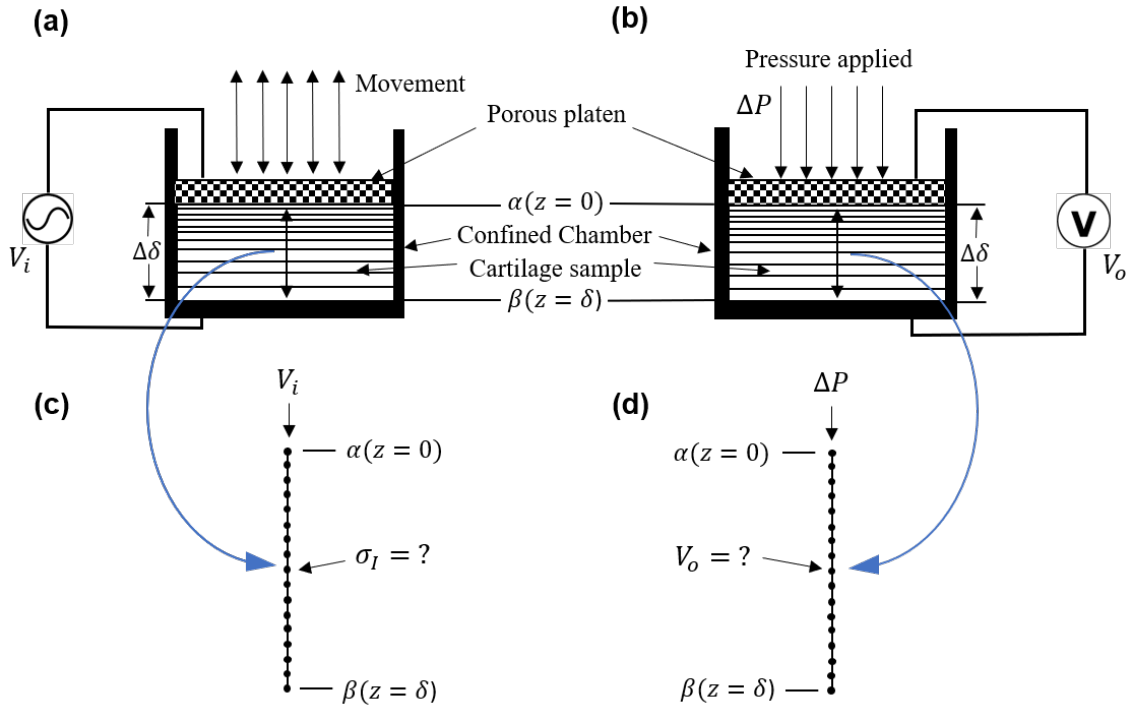 (a)
(b)
Movement
Pressure applied
ΔP
Porous platen
V_i
Δδ
α(z = 0)
Confined Chamber
Cartilage sample
β(z = δ)
Δδ
V
V_o
(c)
V_i
α(z = 0)
σ_I = ?
β(z = δ)
(d)
ΔP
α(z = 0)
V_o = ?
β(z = δ)